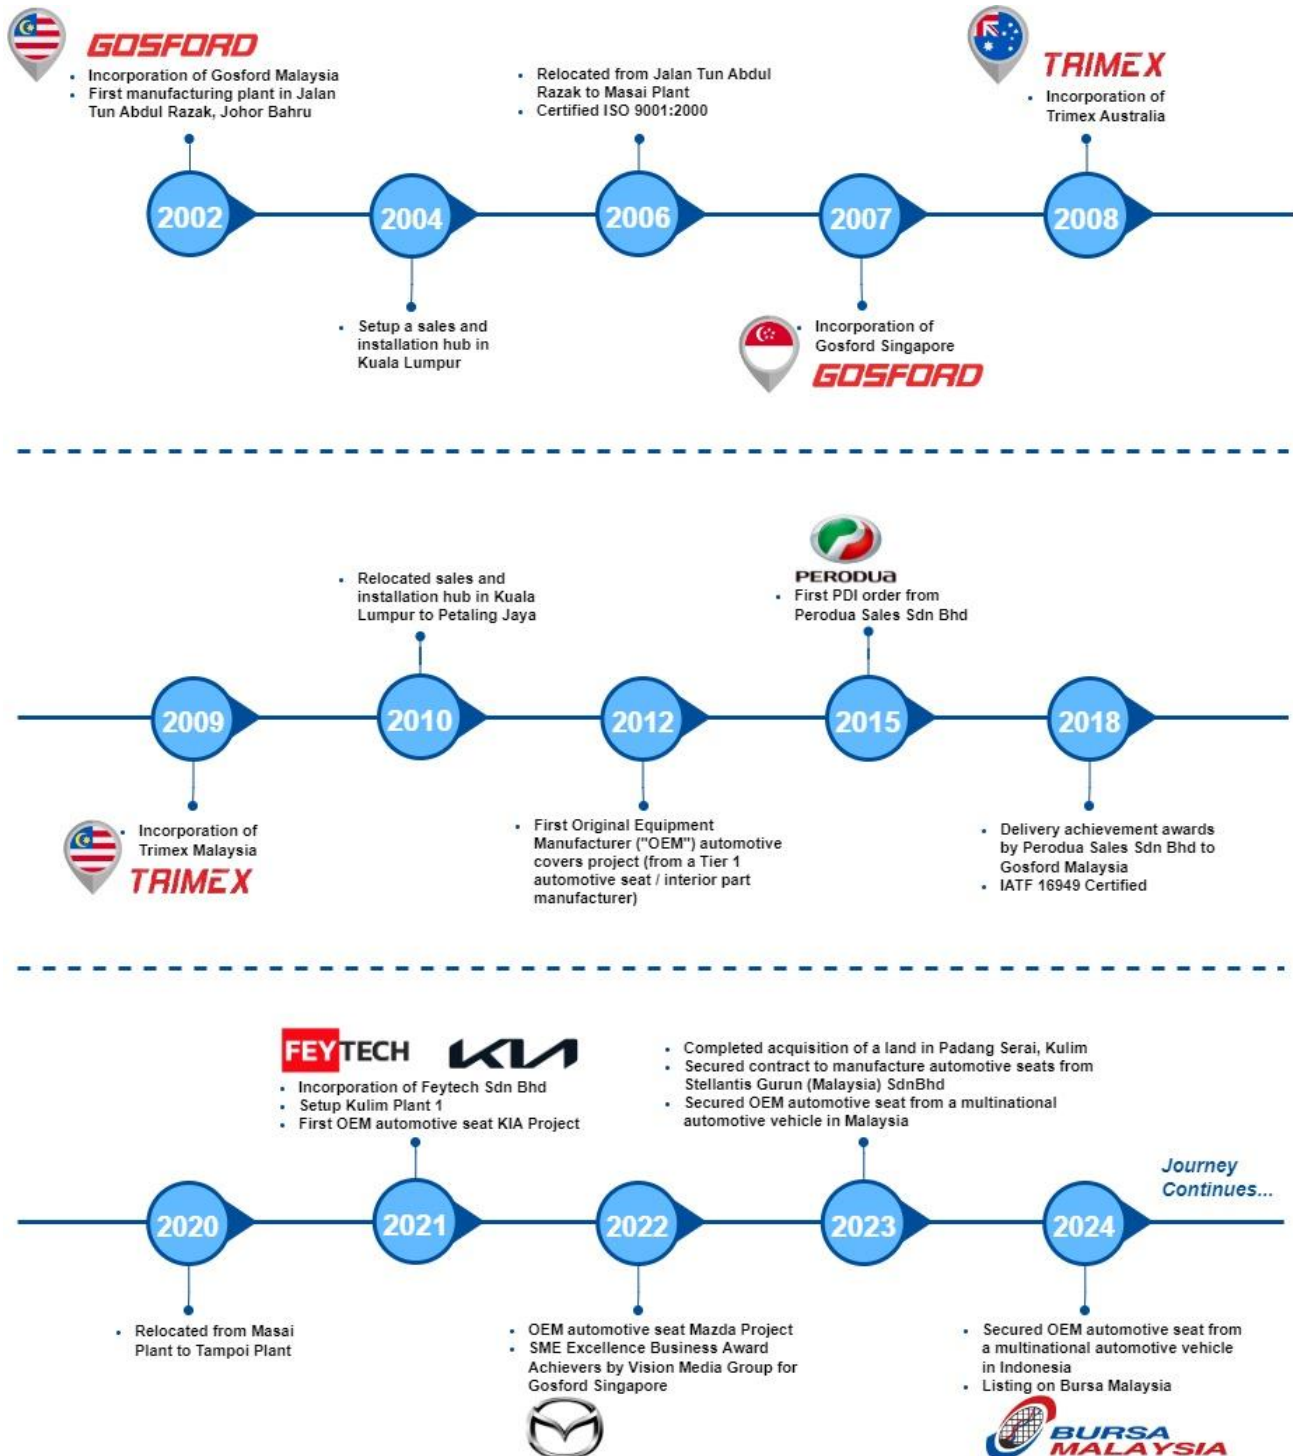 GOSFORD
• Incorporation of Gosford Malaysia
• First manufacturing plant in Jalan
Tun Abdul Razak, Johor Bahru
• Relocated from Jalan Tun Abdul
Razak to Masai Plant
• Certified ISO 9001:2000
TRIMEX
• Incorporation of
Trimex Australia
2002
2004
2006
2007
2008
• Setup a sales and
installation hub in
Kuala Lumpur
• Incorporation of
Gosford Singapore
GOSFORD
• Relocated sales and
installation hub in Kuala
Lumpur to Petaling Jaya
PERODUA
• First PDI order from
Perodua Sales Sdn Bhd
2009
2010
2012
2015
2018
• Incorporation of
Trimex Malaysia
TRIMEX
• First Original Equipment
Manufacturer ("OEM") automotive
covers project (from a Tier 1
automotive seat / interior part
manufacturer)
• Delivery achievement awards
by Perodua Sales Sdn Bhd to
Gosford Malaysia
• IATF 16949 Certified
FEYTECH
KIA
• Incorporation of Feytech Sdn Bhd
• Setup Kulim Plant 1
• First OEM automotive seat KIA Project
• Completed acquisition of a land in Padang Serai, Kulim
• Secured contract to manufacture automotive seats from
Stellantis Gurun (Malaysia) SdnBhd
• Secured OEM automotive seat from a multinational
automotive vehicle in Malaysia
Journey
Continues...
2020
2021
2022
2023
2024
• Relocated from Masai
Plant to Tampoi Plant
• OEM automotive seat Mazda Project
• SME Excellence Business Award
Achievers by Vision Media Group for
Gosford Singapore
• Secured OEM automotive seat from
a multinational automotive vehicle
in Indonesia
• Listing on Bursa Malaysia
BURSA
MALAYSIA